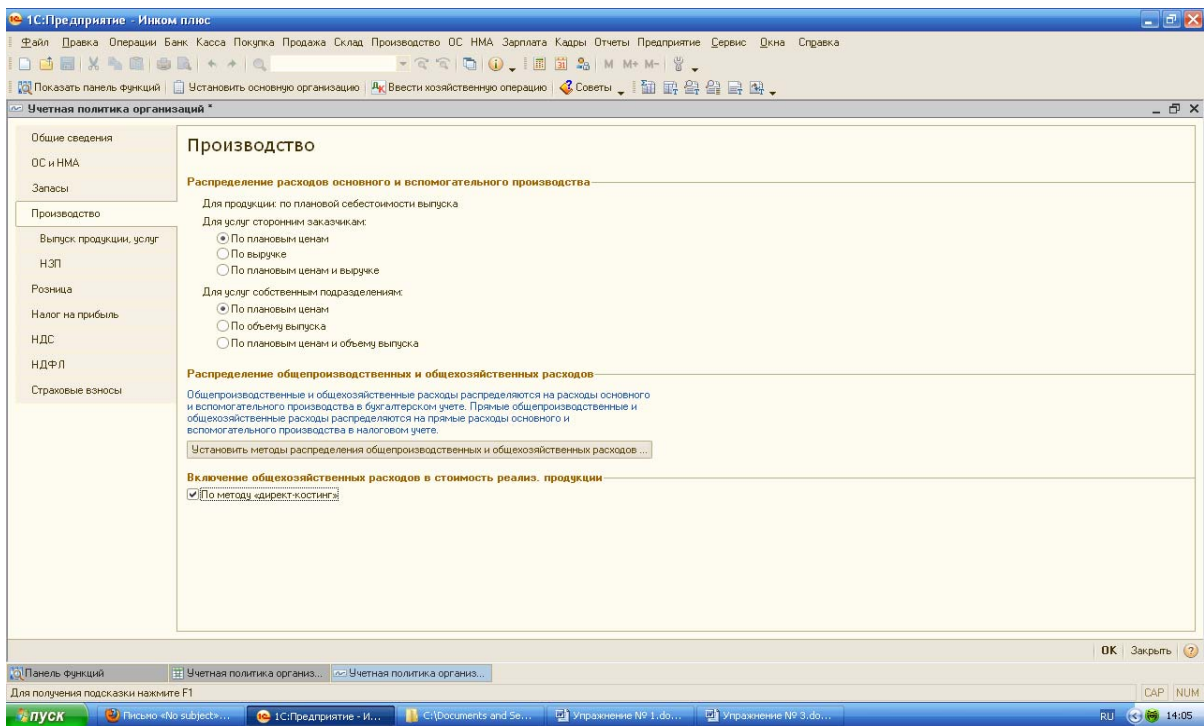 1С:Предприятие - Инком плюс
Файл Правка Операции Банк Касса Покупка Продажа Склад Производство ОС НМА Зарплата Кадры Отчеты Предприятие Сервис Окна Справка
M M+ M-
Показать панель функций Установить основную организацию Ввести хозяйственную операцию Советы
Учетная политика организаций *
Общие сведения
ОС и НМА
Запасы
Производство
Выпуск продукции, услуг
НЗП
Розница
Налог на прибыль
НДС
НДФЛ
Страховые взносы
Производство
Распределение расходов основного и вспомогательного производства
Для продукции: по плановой себестоимости выпуска
Для услуг сторонним заказчикам:
По плановым ценам
По выручке
По плановым ценам и выручке
Для услуг собственным подразделениям:
По плановым ценам
По объему выпуска
По плановым ценам и объему выпуска
Распределение общепроизводственных и общехозяйственных расходов
Общепроизводственные и общехозяйственные расходы распределяются на расходы основного
и вспомогательного производства в бухгалтерском учете. Прямые общепроизводственные и
общехозяйственные расходы распределяются на прямые расходы основного и
вспомогательного производства в налоговом учете.
Установить методы распределения общепроизводственных и общехозяйственных расходов ...
Включение общехозяйственных расходов в стоимость реализ. продукции
По методу «директ-костинг»
OK Закрыть ?
Панель функций Учетная политика организ... Учетная политика организ...
Для получения подсказки нажмите F1 CAP NUM
пуск Письмо «No subject»... 1С:Предприятие - И... C:\Documents and Se... Упражнение № 1.do... Упражнение № 3.do... RU 14:05